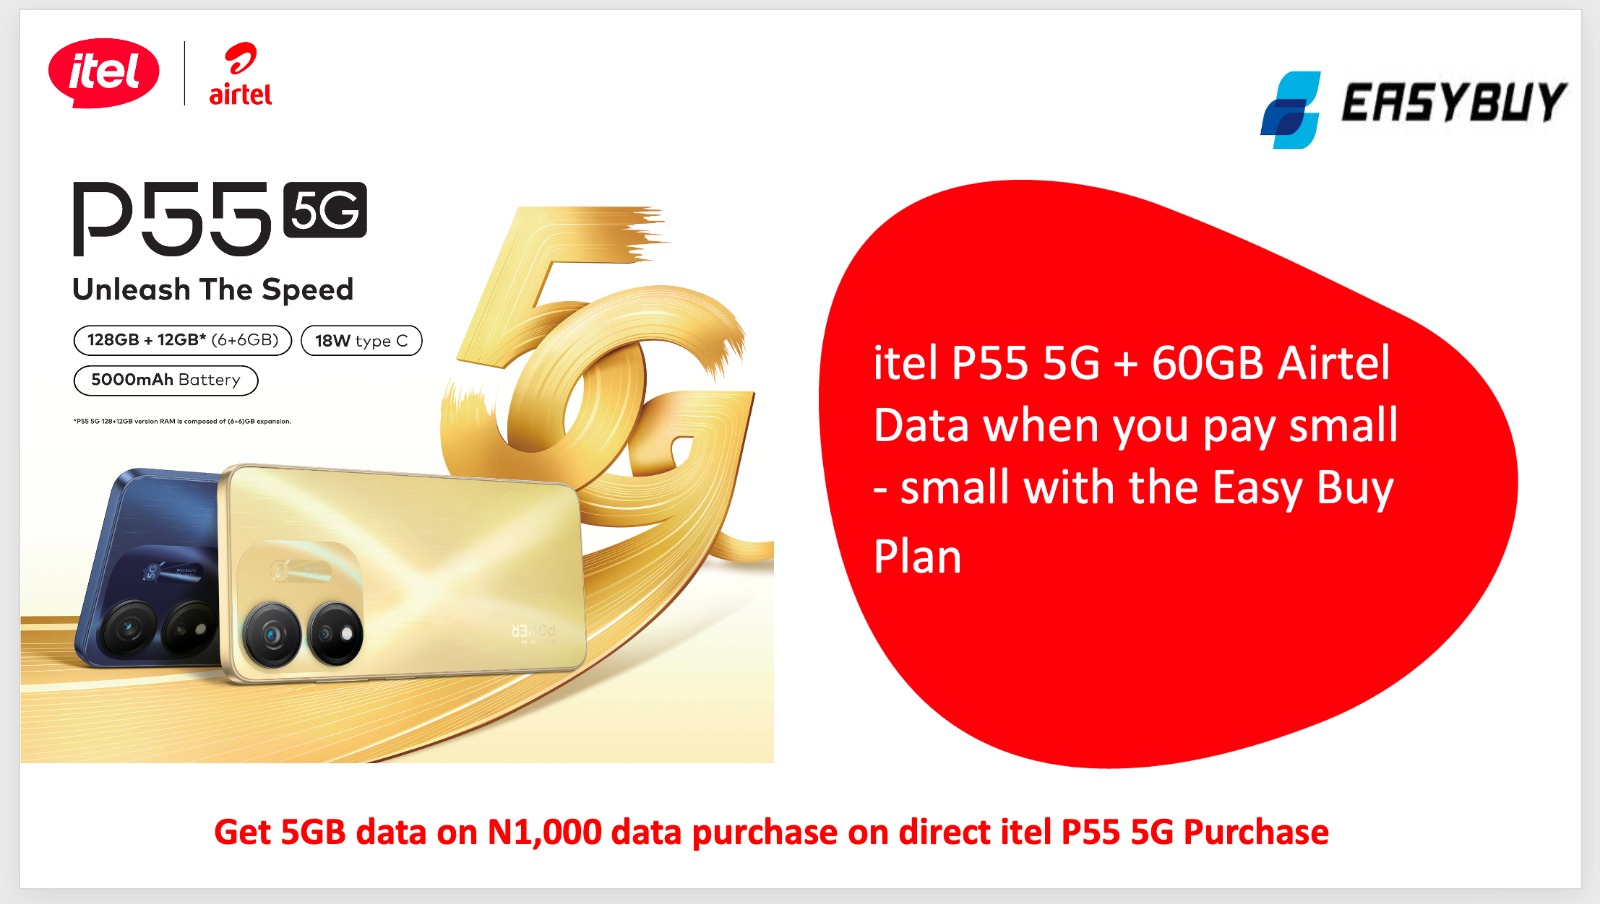 itel
airtel
EASYBUY
P55 5G
Unleash The Speed
128GB + 12GB* (6+6GB) 18W type C
5000mAh Battery
*P55 5G 128+12GB version RAM is composed of (6+6)GB expansion.
5G
POWER
itel P55 5G + 60GB Airtel
Data when you pay small
- small with the Easy Buy
Plan
Get 5GB data on N1,000 data purchase on direct itel P55 5G Purchase